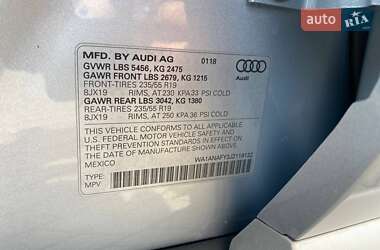 AUTO RIA
MFD. BY AUDI AG 0118
GVWR LBS 5456, KG 2475
GAWR FRONT LBS 2679, KG 1215
FRONT-TIRES 235/55 R19
8JX19 RIMS, AT 230 KPA 33 PSI COLD
GAWR REAR LBS 3042, KG 1380
REAR-TIRES 235/55 R19
8JX19 RIMS, AT 250 KPA 36 PSI COLD
Audi
THIS VEHICLE CONFORMS TO ALL APPLICABLE
U.S. FEDERAL MOTOR VEHICLE SAFETY STANDARDS
IN EFFECT ON THE DATE OF MANUFACTURE
SHOWN ABOVE.
TYPE:
MPV
MEXICO